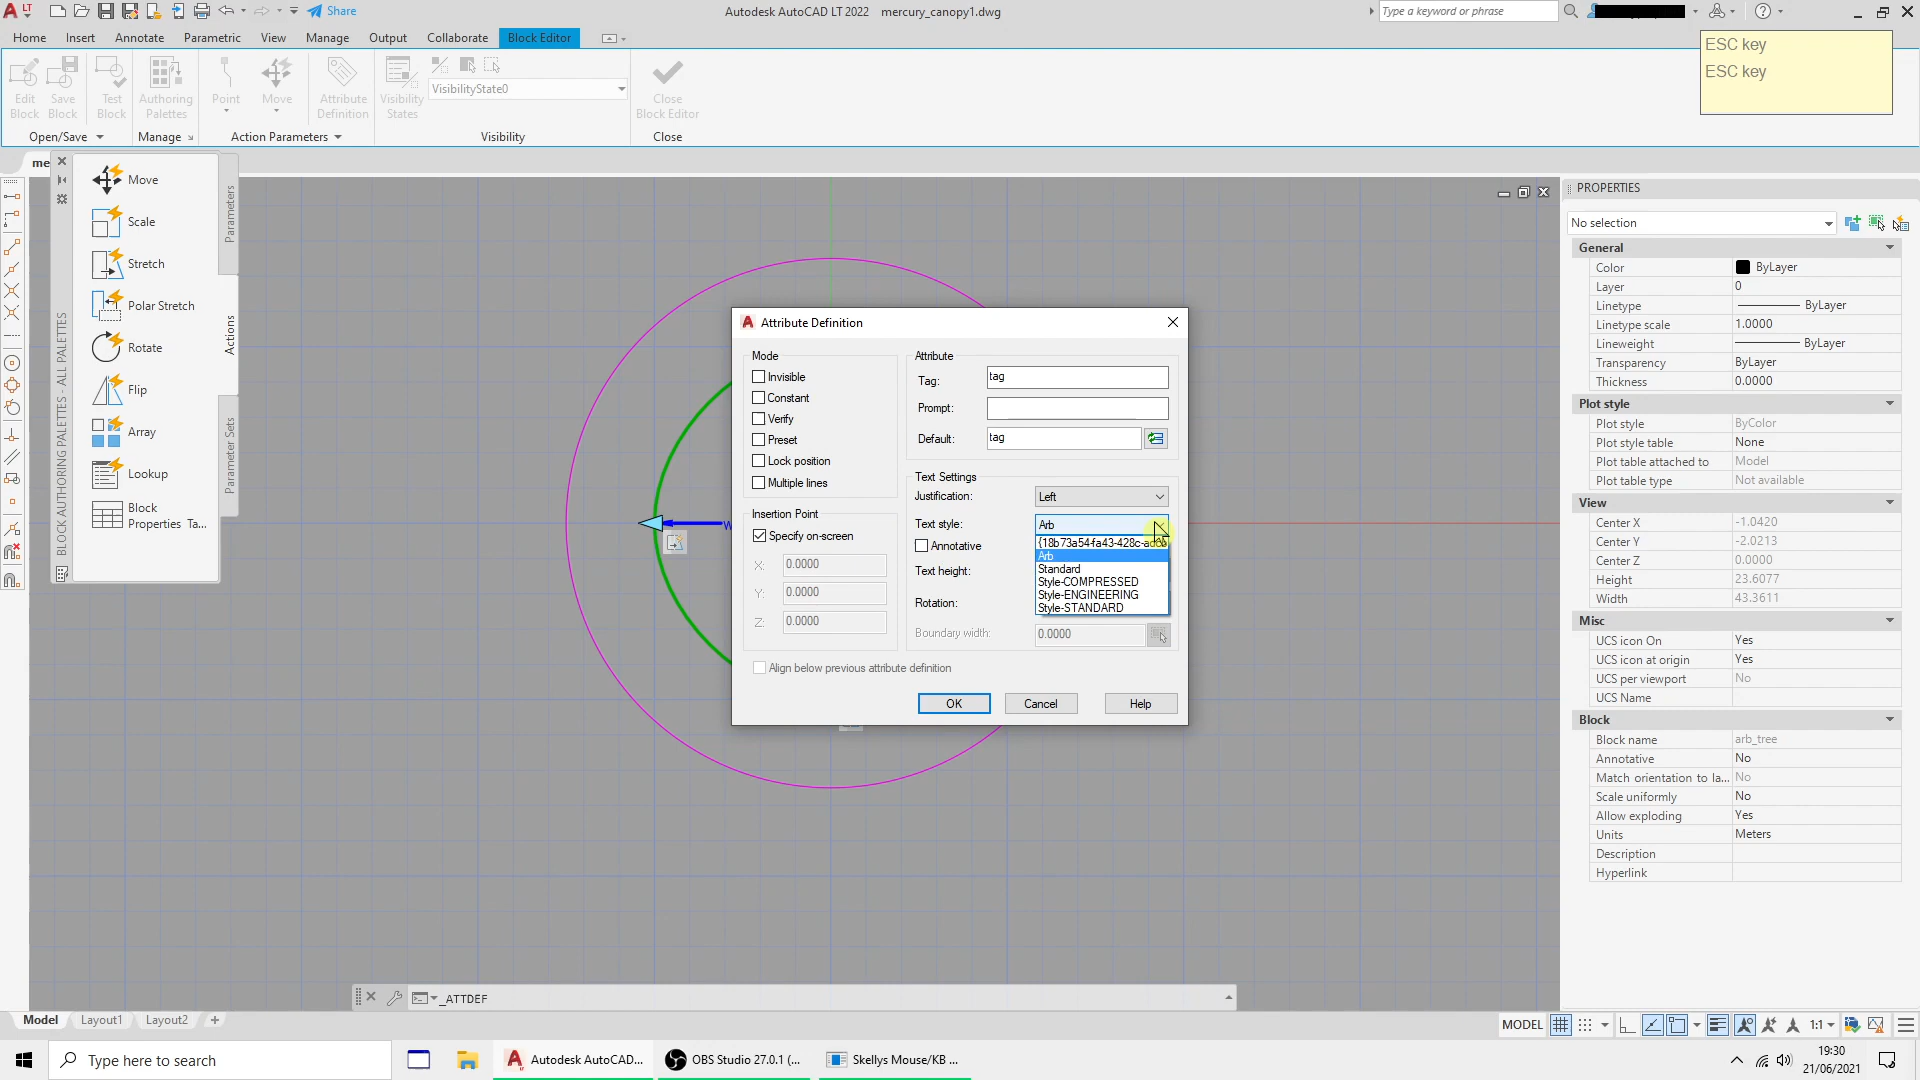 LT
Share
Autodesk AutoCAD LT 2022 mercury_canopy1.dwg
Type a keyword or phrase
Home Insert Annotate Parametric View Manage Output Collaborate Block Editor
ESC key
ESC key
Edit Block
Save Block
Test Block
Authoring Palettes
Point
Move
Attribute Definition
Visibility States
VisibilityState0
Close Block Editor
Open/Save Manage Action Parameters Visibility Close
me
Move
Scale
Stretch
Polar Stretch
Rotate
Flip
Array
Lookup
Block
Properties Ta...
Parameters
Actions
Parameter Sets
BLOCK AUTHORING PALETTES - ALL PALETTES
Attribute Definition
Mode
Invisible
Constant
Verify
Preset
Lock position
Multiple lines
Insertion Point
Specify on-screen
X: 0.0000
Y: 0.0000
Z: 0.0000
Align below previous attribute definition
Attribute
Tag: tag
Prompt:
Default: tag
Text Settings
Justification: Left
Text style: Arb
Annotative
Text height:
Rotation:
Boundary width: 0.0000
{18b73a54-fa43-428c-adcb
Arb
Standard
Style-COMPRESSED
Style-ENGINEERING
Style-STANDARD
OK Cancel Help
W
PROPERTIES
No selection
General
Color ByLayer
Layer 0
Linetype ByLayer
Linetype scale 1.0000
Lineweight ByLayer
Transparency ByLayer
Thickness 0.0000
Plot style
Plot style ByColor
Plot style table None
Plot table attached to Model
Plot table type Not available
View
Center X -1.0420
Center Y -2.0213
Center Z 0.0000
Height 23.6077
Width 43.3611
Misc
UCS icon On Yes
UCS icon at origin Yes
UCS per viewport No
UCS Name
Block
Block name arb_tree
Annotative No
Match orientation to la... No
Scale uniformly No
Allow exploding Yes
Units Meters
Description
Hyperlink
_ATTDEF
Model Layout1 Layout2 +
MODEL 1:1
Type here to search
Autodesk AutoCAD...
OBS Studio 27.0.1 (...
Skellys Mouse/KB ...
19:30
21/06/2021